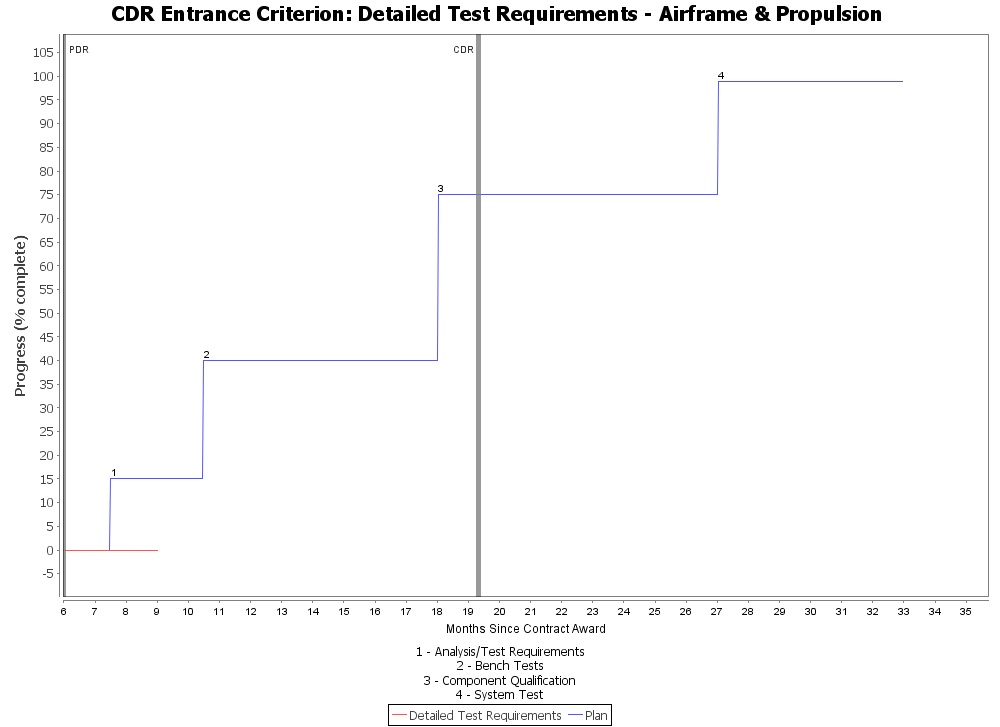 CDR Entrance Criterion: Detailed Test Requirements - Airframe & Propulsion
PDR
CDR
105
100
95
90
85
80
75
70
65
60
55
50
45
40
35
30
25
20
15
10
5
0
-5
Progress (% complete)
1
2
3
4
6 7 8 9 10 11 12 13 14 15 16 17 18 19 20 21 22 23 24 25 26 27 28 29 30 31 32 33 34 35
Months Since Contract Award
1 - Analysis/Test Requirements
2 - Bench Tests
3 - Component Qualification
4 - System Test
Detailed Test Requirements Plan